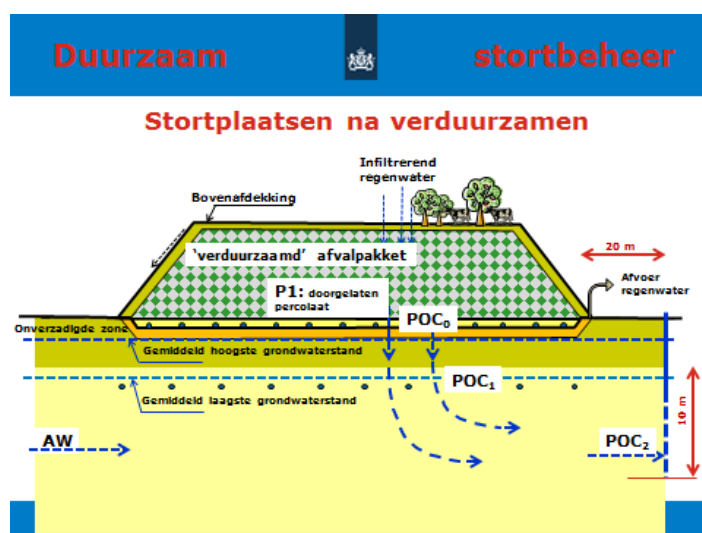 Duurzaam stortbeheer
Stortplaatsen na verduurzamen
Infiltrerend
regenwater
Bovenafdekking
20 m
'verduurzaamd' afvalpakket
Afvoer
regenwater
P1: doorgelaten
percolaat
POC₀
Onverzadigde zone
Gemiddeld hoogste grondwaterstand
POC₁
Gemiddeld laagste grondwaterstand
10 m
AW
POC₂